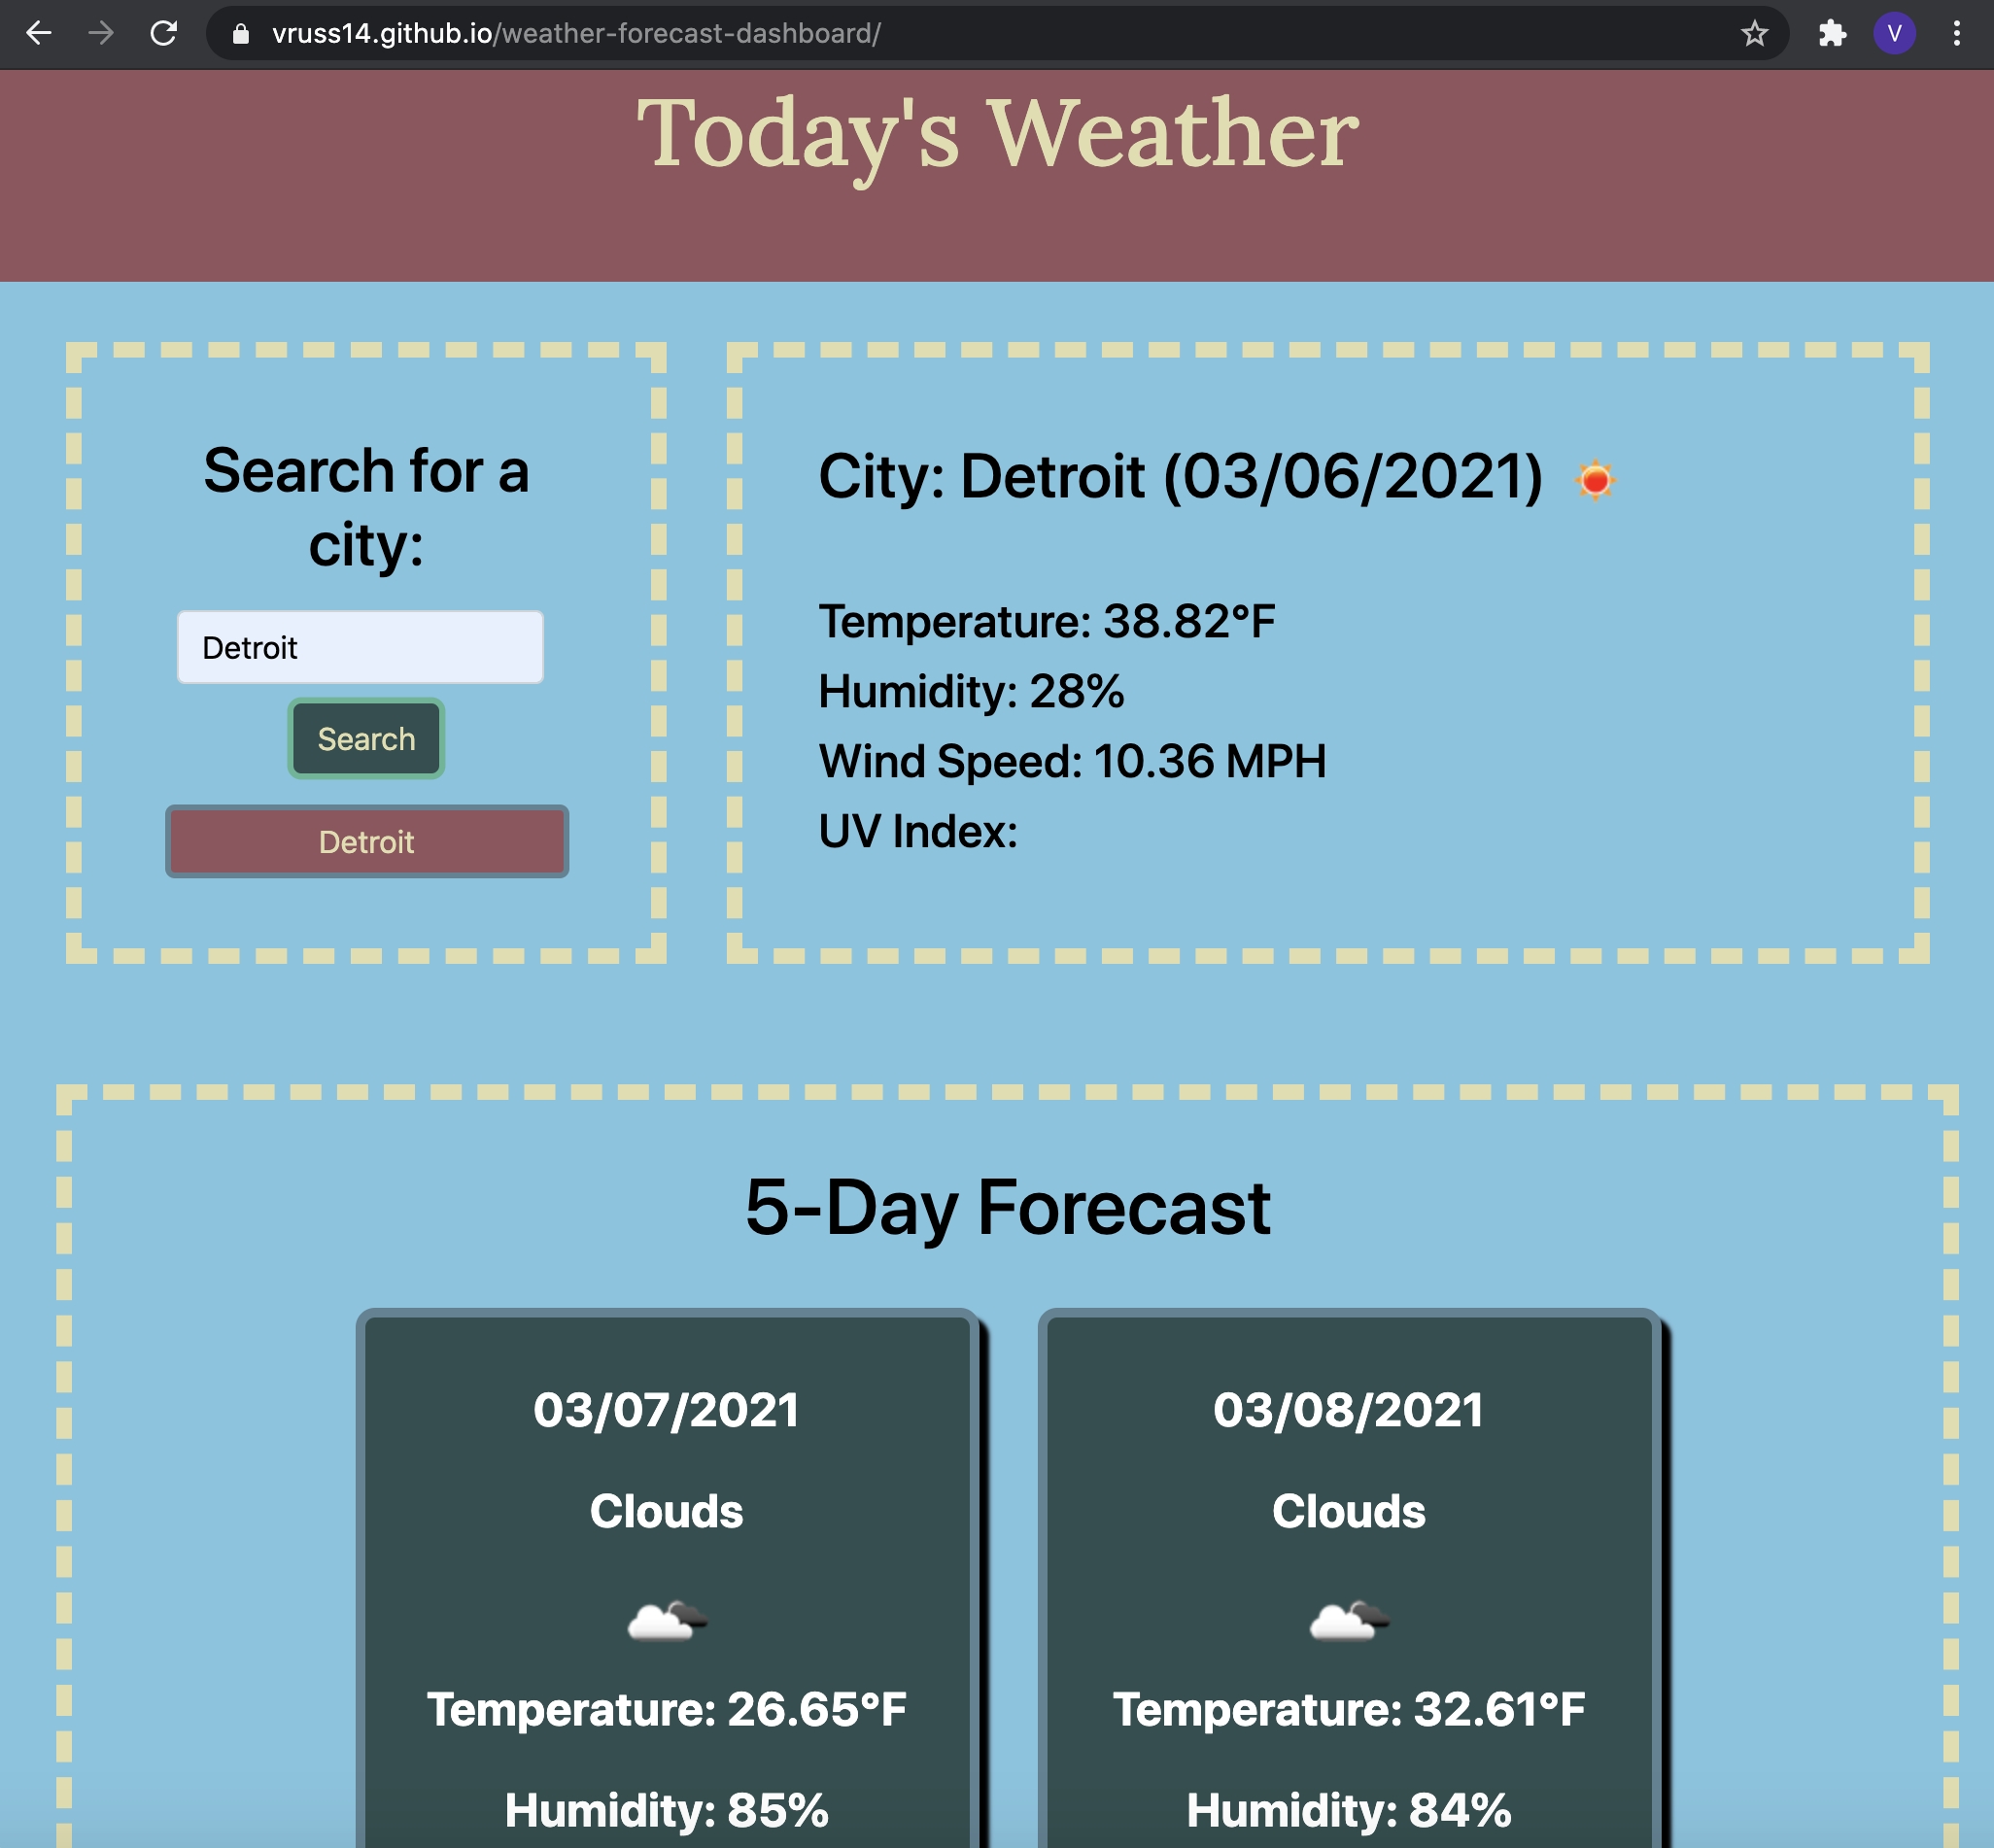 vruss14.github.io/weather-forecast-dashboard/
V
Today's Weather
Search for a
city:
Detroit
Search
Detroit
City: Detroit (03/06/2021)
Temperature: 38.82°F
Humidity: 28%
Wind Speed: 10.36 MPH
UV Index:
5-Day Forecast
03/07/2021
Clouds
Temperature: 26.65°F
Humidity: 85%
03/08/2021
Clouds
Temperature: 32.61°F
Humidity: 84%